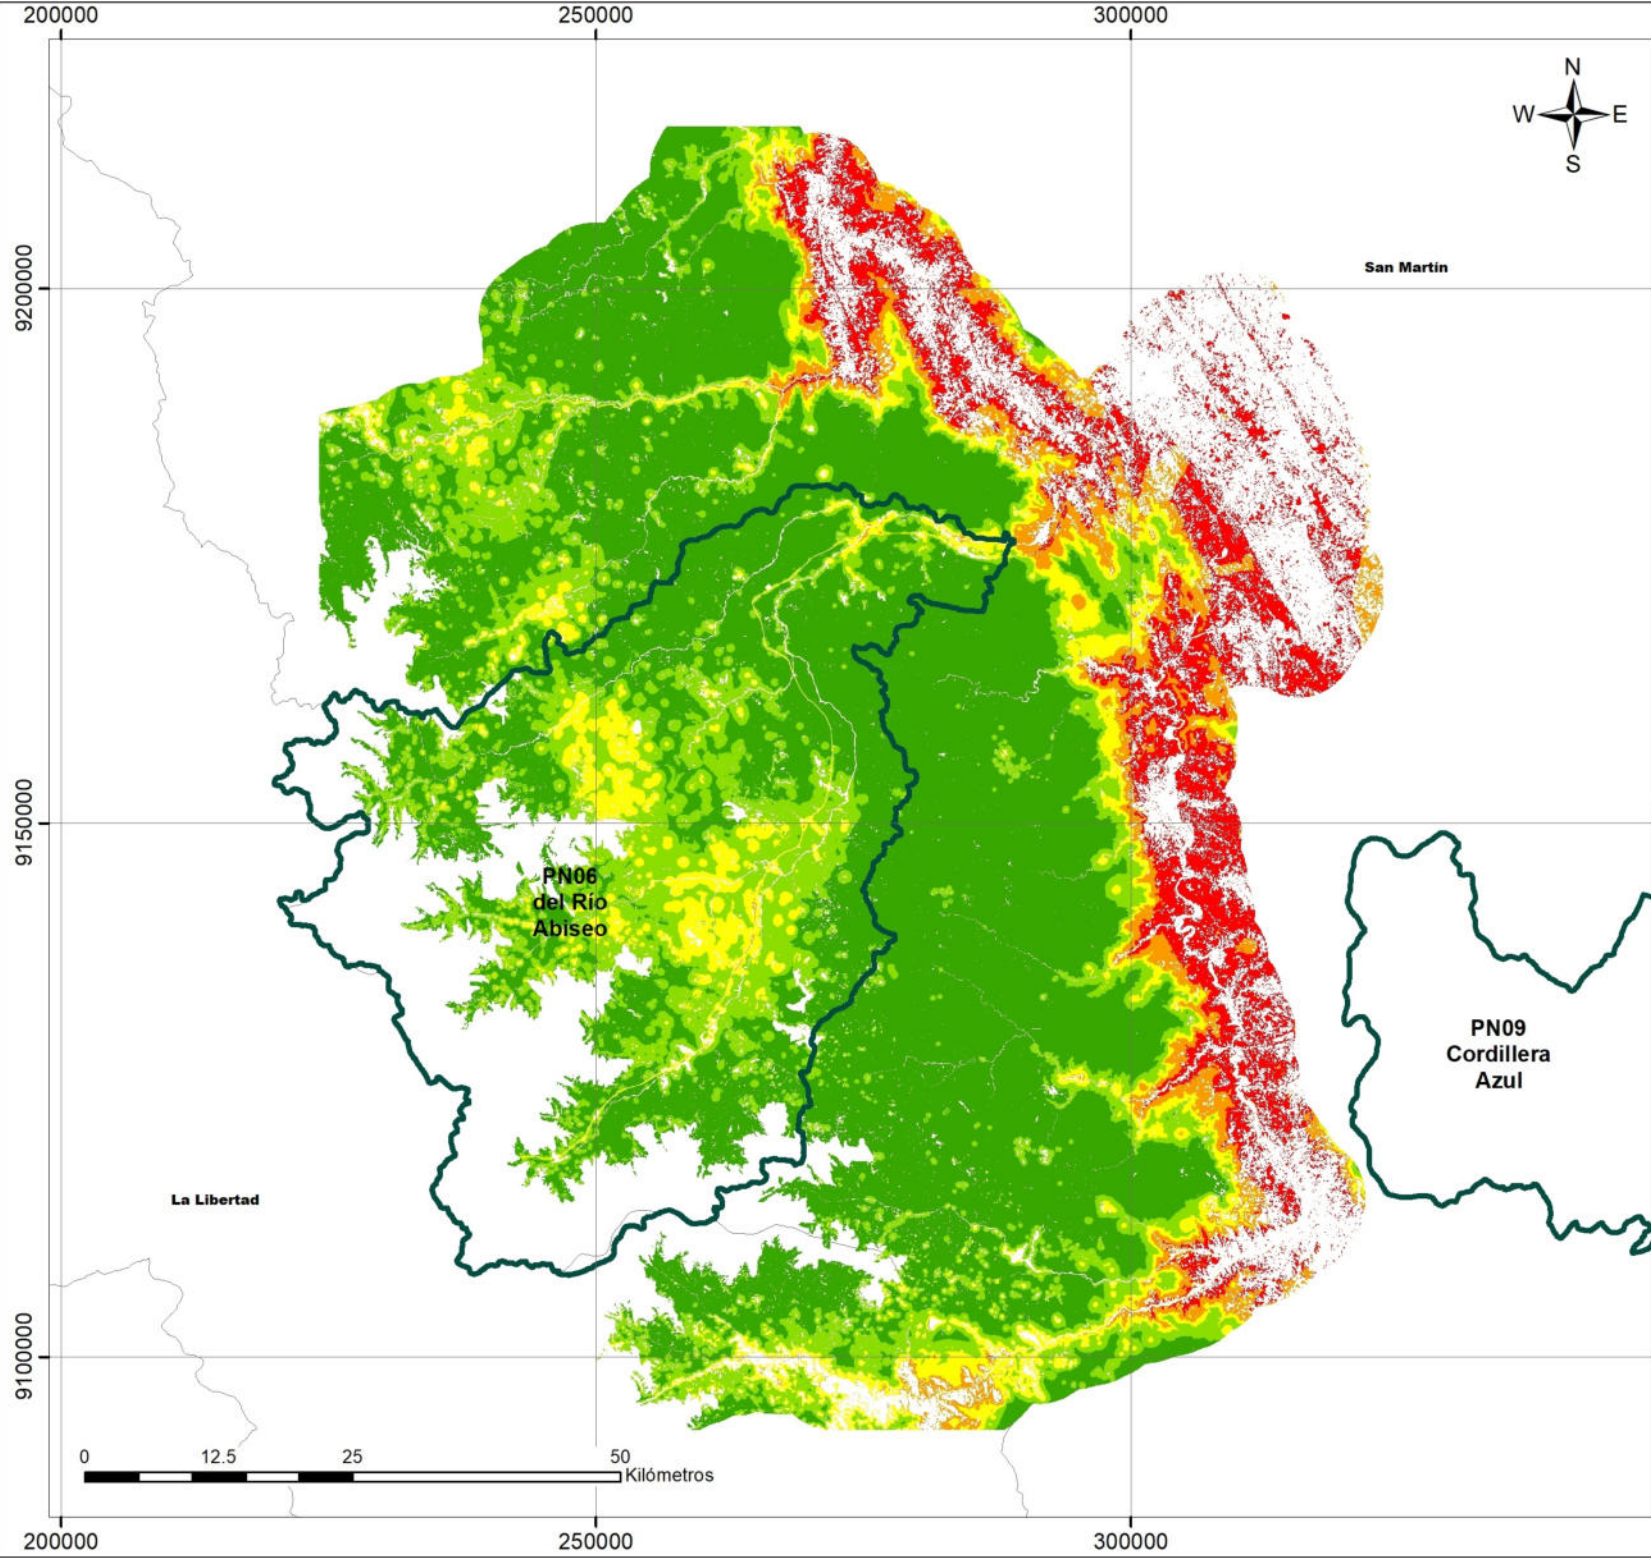 200000
250000
300000
N
W
E
S
San Martín
9200000
9150000
PN06
del Río
Abiseo
PN09
Cordillera
Azul
La Libertad
9100000
0
12.5
25
50
Kilómetros
200000
250000
300000